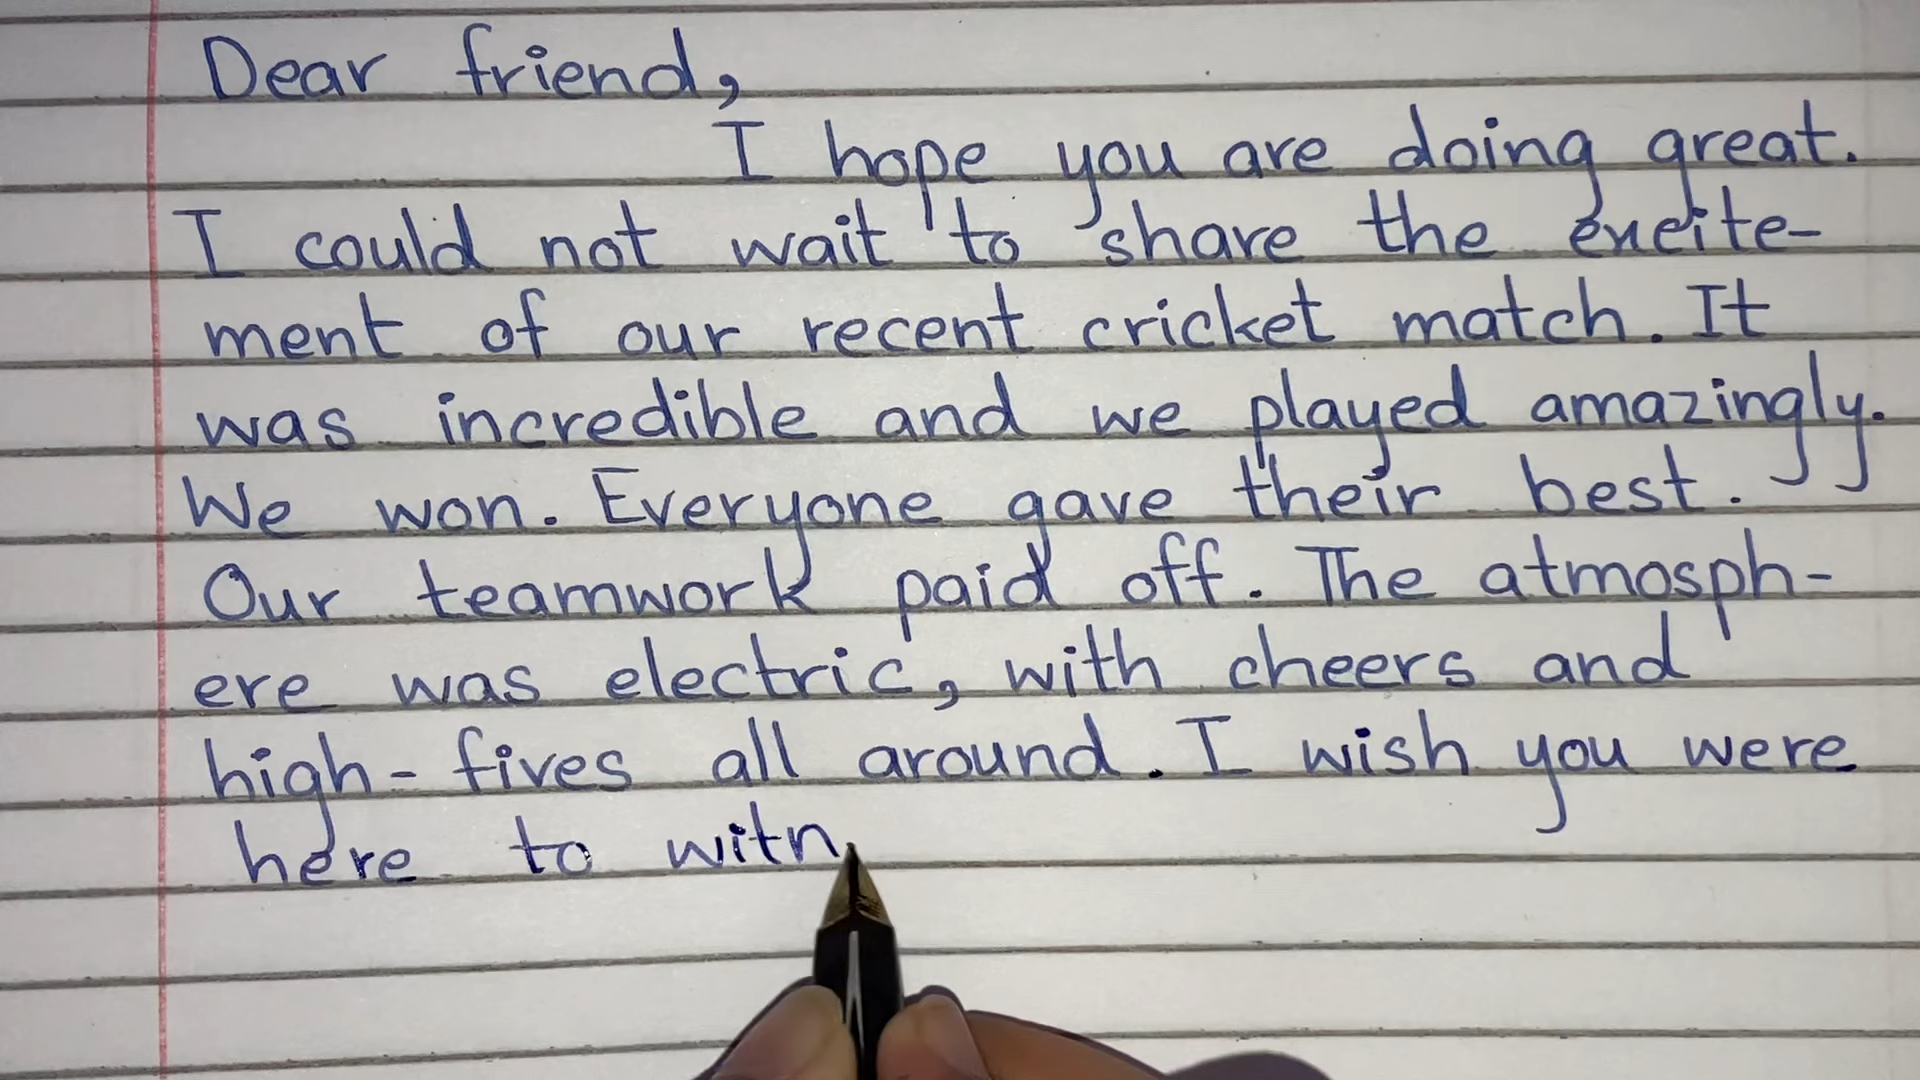 Dear friend,
I hope you are doing great.
I could not wait to share the excite-
ment of our recent cricket match. It
was incredible and we played amazingly.
We won. Everyone gave their best.
Our teamwork paid off. The atmosph-
ere was electric, with cheers and
high-fives all around. I wish you were
here to witn